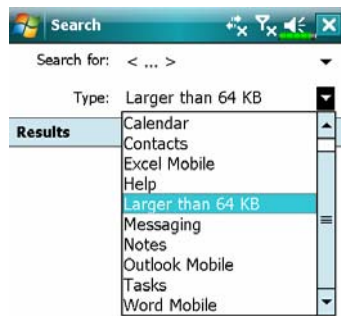 Search
Search for: < ... >
Type: Larger than 64 KB
Results
Calendar
Contacts
Excel Mobile
Help
Larger than 64 KB
Messaging
Notes
Outlook Mobile
Tasks
Word Mobile